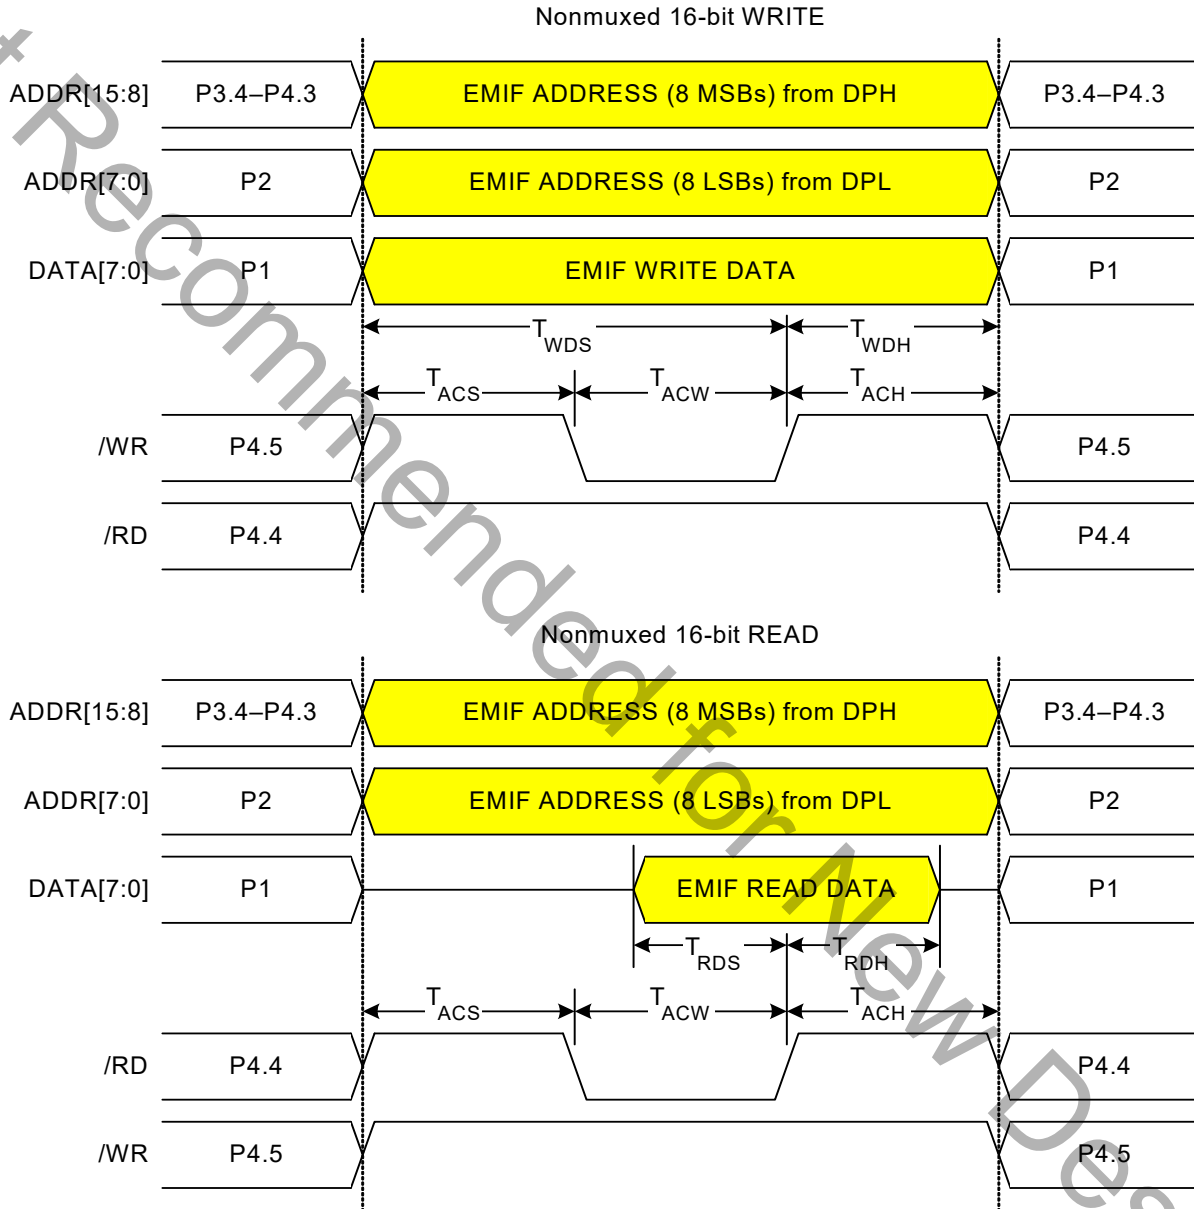 Nonmuxed 16-bit WRITE
ADDR[15:8] P3.4–P4.3 EMIF ADDRESS (8 MSBs) from DPH P3.4–P4.3
ADDR[7:0] P2 EMIF ADDRESS (8 LSBs) from DPL P2
DATA[7:0] P1 EMIF WRITE DATA P1
TWDS TWDH
TACS TACW TACH
/WR P4.5 P4.5
/RD P4.4 P4.4
Nonmuxed 16-bit READ
ADDR[15:8] P3.4–P4.3 EMIF ADDRESS (8 MSBs) from DPH P3.4–P4.3
ADDR[7:0] P2 EMIF ADDRESS (8 LSBs) from DPL P2
DATA[7:0] P1 EMIF READ DATA P1
TRDS TRDH
TACS TACW TACH
/RD P4.4 P4.4
/WR P4.5 P4.5
Recommended for New Des